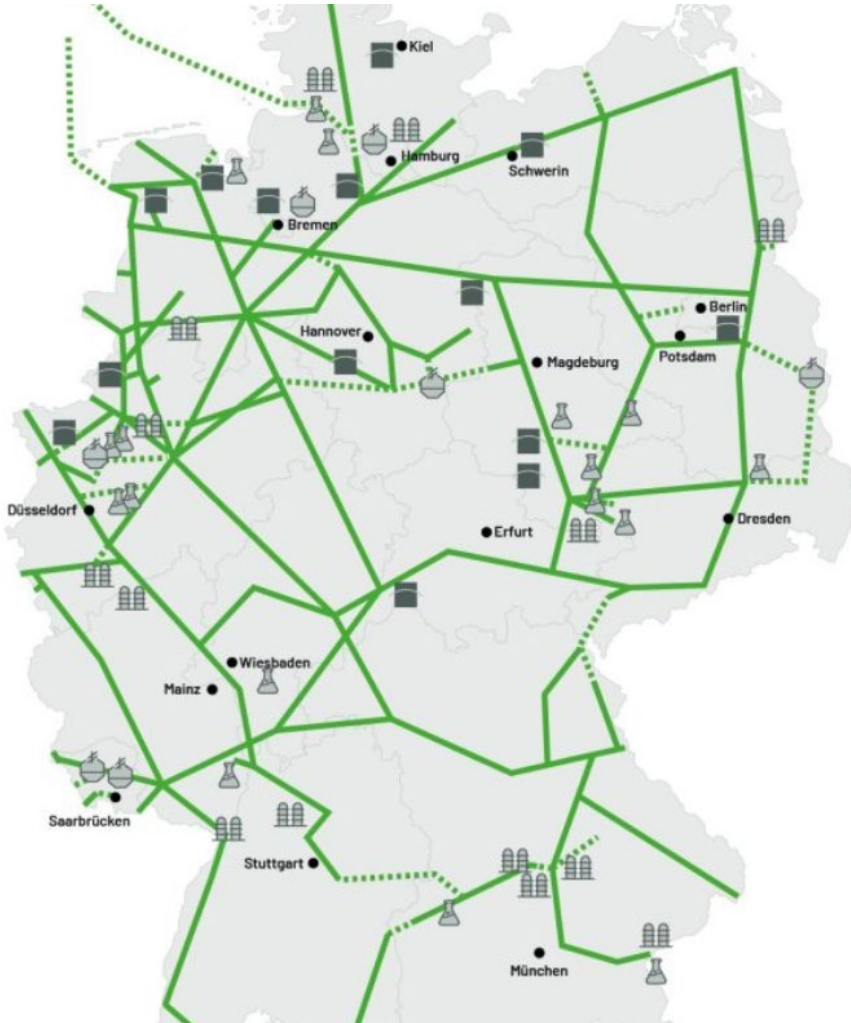 Kiel
Hamburg
Schwerin
Bremen
Berlin
Hannover
Potsdam
Magdeburg
Düsseldorf
Dresden
Erfurt
Wiesbaden
Mainz
Saarbrücken
Stuttgart
München